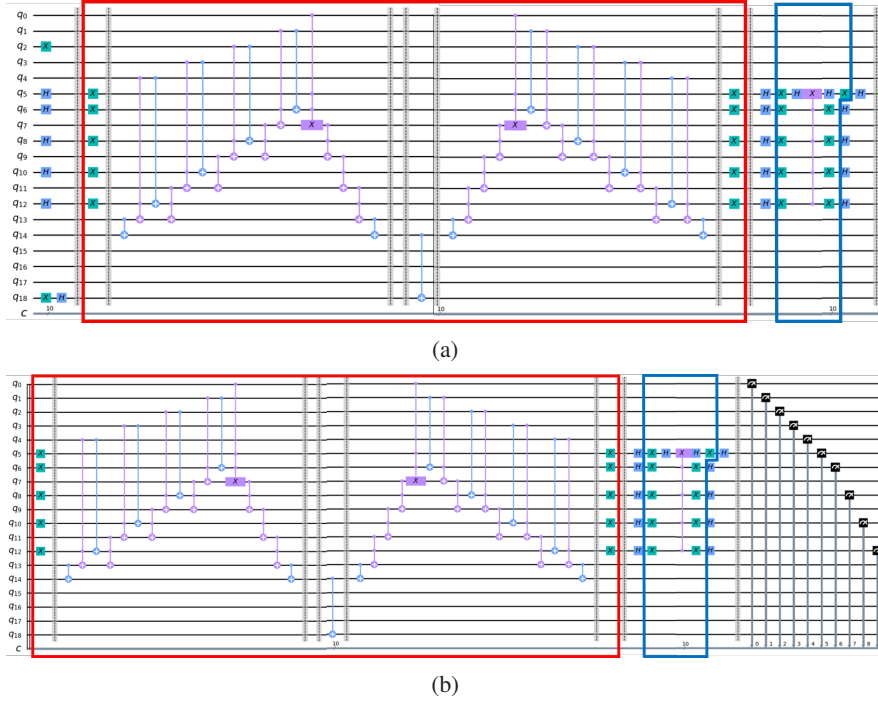 q0
q1
q2 X
q3
q4
q5 H X X H X H X H X H
q6 H X X H X X H
q7 X X
q8 H X X H X X H
q9
q10 H X X H X X H
q11
q12 H X X H X X H
q13
q14
q15
q16
q17
q18 X H
10 10 10
c
(a)
q0
q1
q2
q3
q4
q5 X X H X H X H X H
q6 X X H X X H
q7 X X
q8 X X H X X H
q9
q10 X X H X X H
q11
q12 X X H X X H
q13
q14
q15
q16
q17
q18
10 10 0 1 2 3 4 5 6 7 8
c
(b)